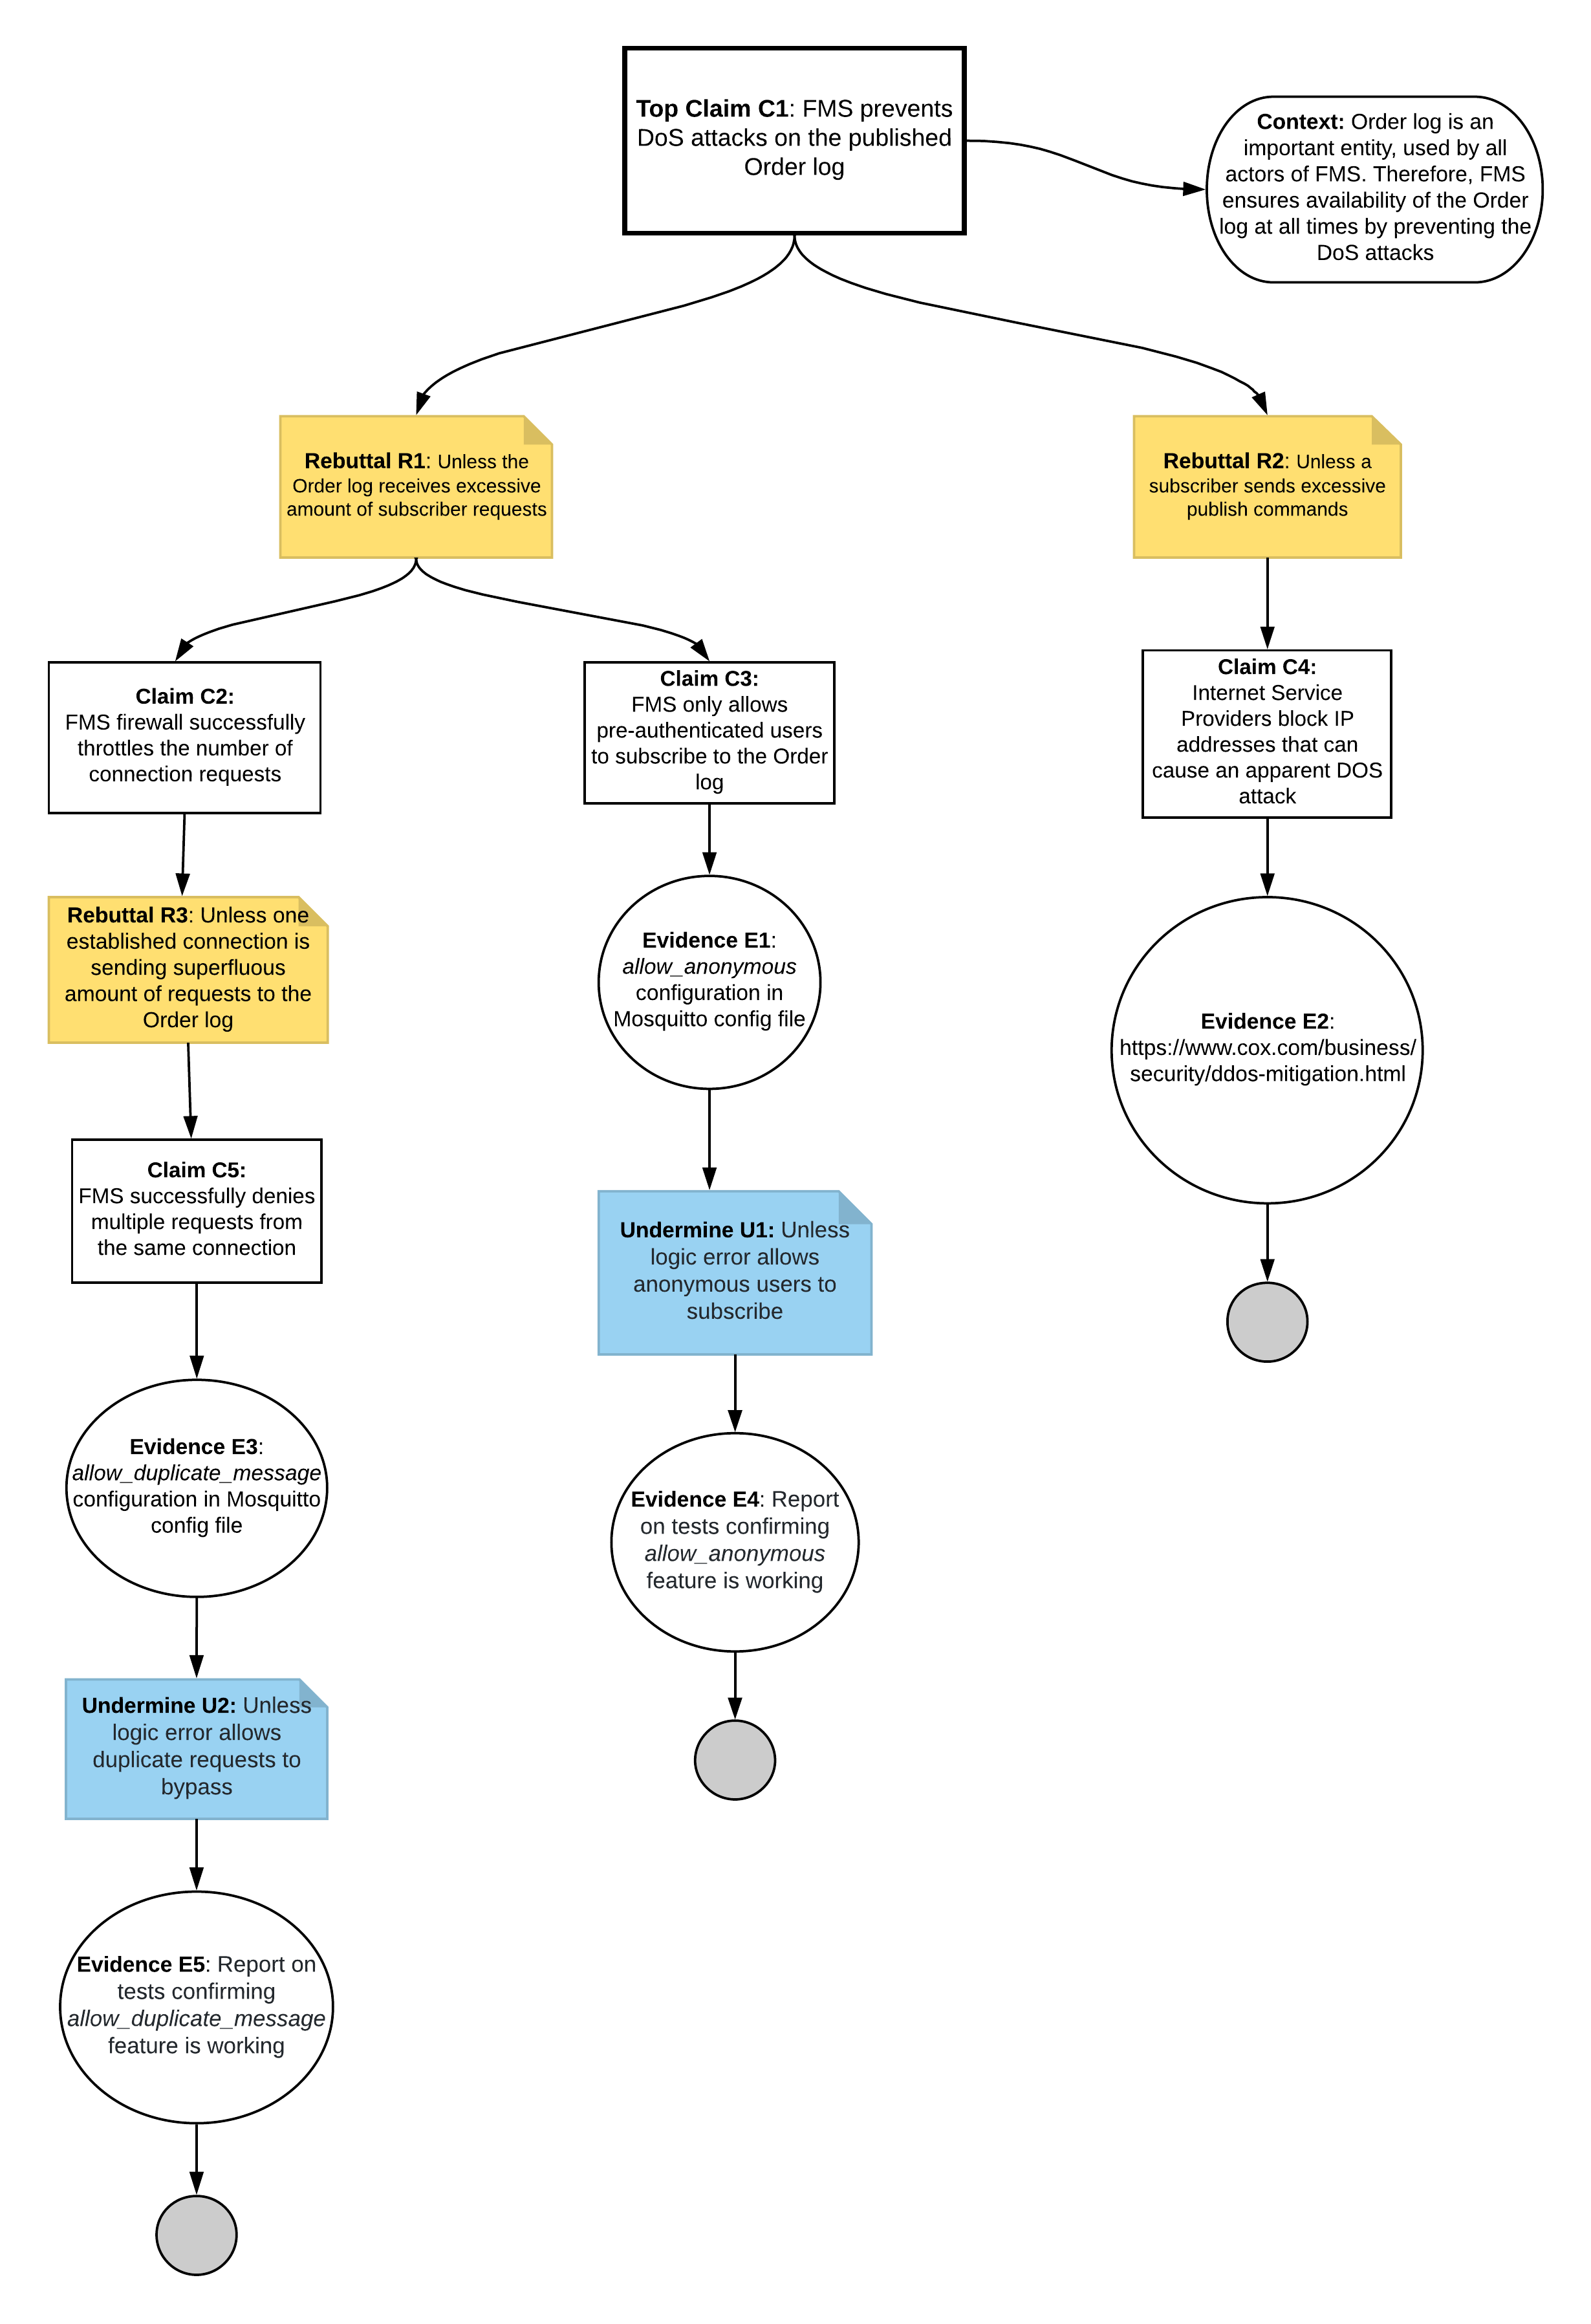 Top Claim C1: FMS prevents
DoS attacks on the published
Order log
Context: Order log is an
important entity, used by all
actors of FMS. Therefore, FMS
ensures availability of the Order
log at all times by preventing the
DoS attacks
Rebuttal R1: Unless the
Order log receives excessive
amount of subscriber requests
Rebuttal R2: Unless a
subscriber sends excessive
publish commands
Claim C2:
FMS firewall successfully
throttles the number of
connection requests
Claim C3:
FMS only allows
pre-authenticated users
to subscribe to the Order
log
Claim C4:
Internet Service
Providers block IP
addresses that can
cause an apparent DOS
attack
Rebuttal R3: Unless one
established connection is
sending superfluous
amount of requests to the
Order log
Evidence E1:
allow_anonymous
configuration in
Mosquitto config file
Evidence E2:
https://www.cox.com/business/
security/ddos-mitigation.html
Claim C5:
FMS successfully denies
multiple requests from
the same connection
Undermine U1: Unless
logic error allows
anonymous users to
subscribe
Evidence E3:
allow_duplicate_message
configuration in Mosquitto
config file
Evidence E4: Report
on tests confirming
allow_anonymous
feature is working
Undermine U2: Unless
logic error allows
duplicate requests to
bypass
Evidence E5: Report on
tests confirming
allow_duplicate_message
feature is working